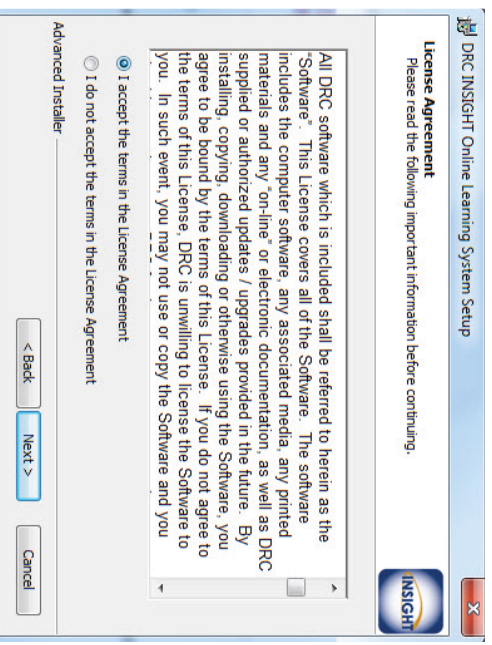 DRC INSIGHT Online Learning System Setup
License Agreement
Please read the following important information before continuing.
INSIGHT
All DRC software which is included shall be referred to herein as the
"Software". This License covers all of the Software. The software
includes the computer software, any associated media, any printed
materials and any "on-line" or electronic documentation, as well as DRC
supplied or authorized updates / upgrades provided in the future. By
installing, copying, downloading or otherwise using the Software, you
agree to be bound by the terms of this License. If you do not agree to
the terms of this License, DRC is unwilling to license the Software to
you. In such event, you may not use or copy the Software and you
I accept the terms in the License Agreement
I do not accept the terms in the License Agreement
Advanced Installer
< Back
Next >
Cancel